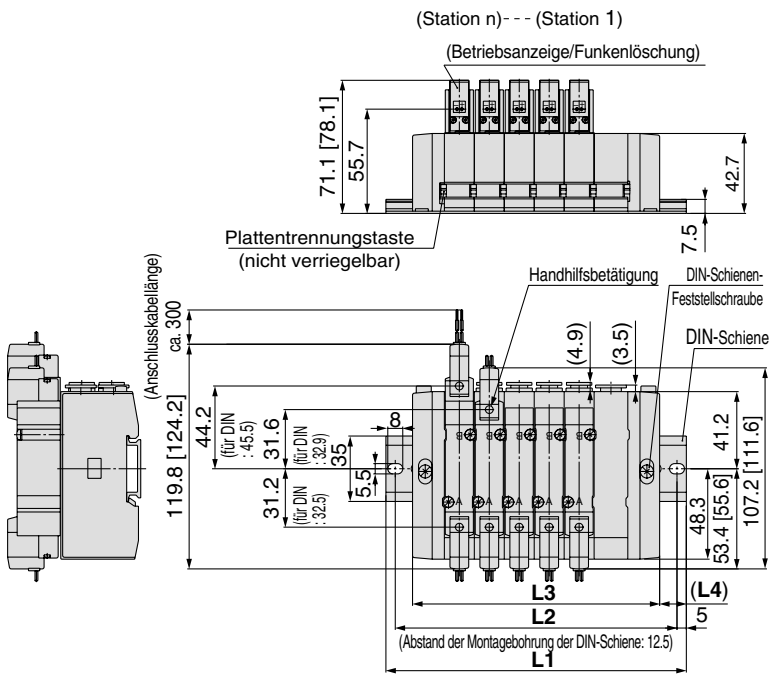 (Station n)--- (Station 1)
(Betriebsanzeige/Funkenlöschung)
71.1 [78.1]
55.7
42.7
7.5
Plattentrennungstaste
(nicht verriegelbar)
Handhilfsbetätigung
DIN-Schienen-
Feststellschraube
DIN-Schiene
(Anschlusskabellänge)
ca. 300
(4.9)
(3.5)
119.8 [124.2]
44.2
(für DIN
: 45.5)
31.6
(für DIN
: 32.9)
8
35
5.5
31.2
(für DIN
: 32.5)
B B B B B
A A A A A
41.2
48.3
53.4 [55.6]
107.2 [111.6]
L3
(L4)
L2
5
(Abstand der Montagebohrung der DIN-Schiene: 12.5)
L1